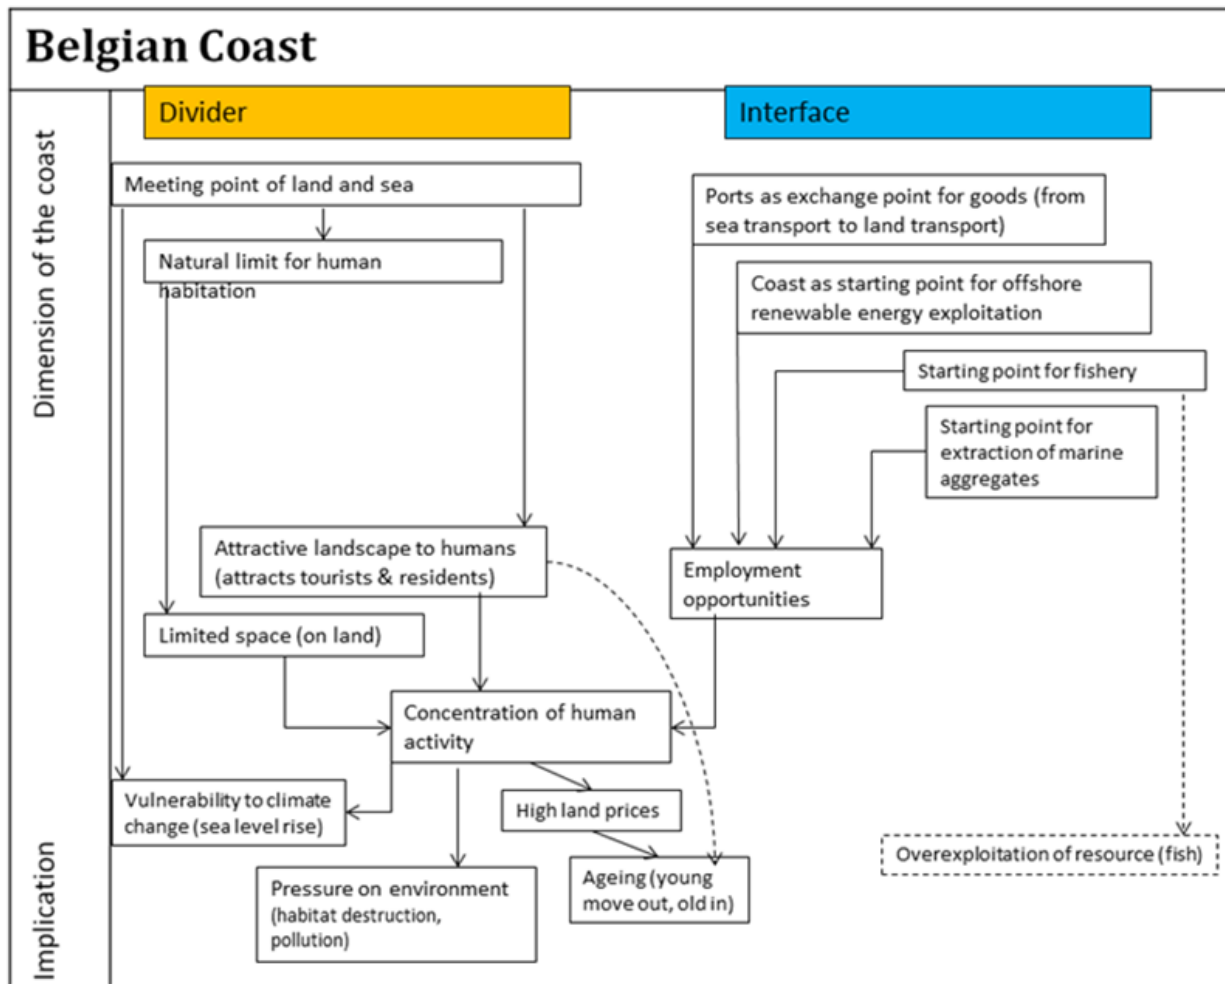 Belgian Coast
Divider
Interface
Dimension of the coast
Meeting point of land and sea
Ports as exchange point for goods (from
sea transport to land transport)
Natural limit for human
habitation
Coast as starting point for offshore
renewable energy exploitation
Starting point for fishery
Starting point for
extraction of marine
aggregates
Attractive landscape to humans
(attracts tourists & residents)
Employment
opportunities
Limited space (on land)
Concentration of human
activity
Vulnerability to climate
change (sea level rise)
High land prices
Overexploitation of resource (fish)
Implication
Pressure on environment
(habitat destruction,
pollution)
Ageing (young
move out, old in)